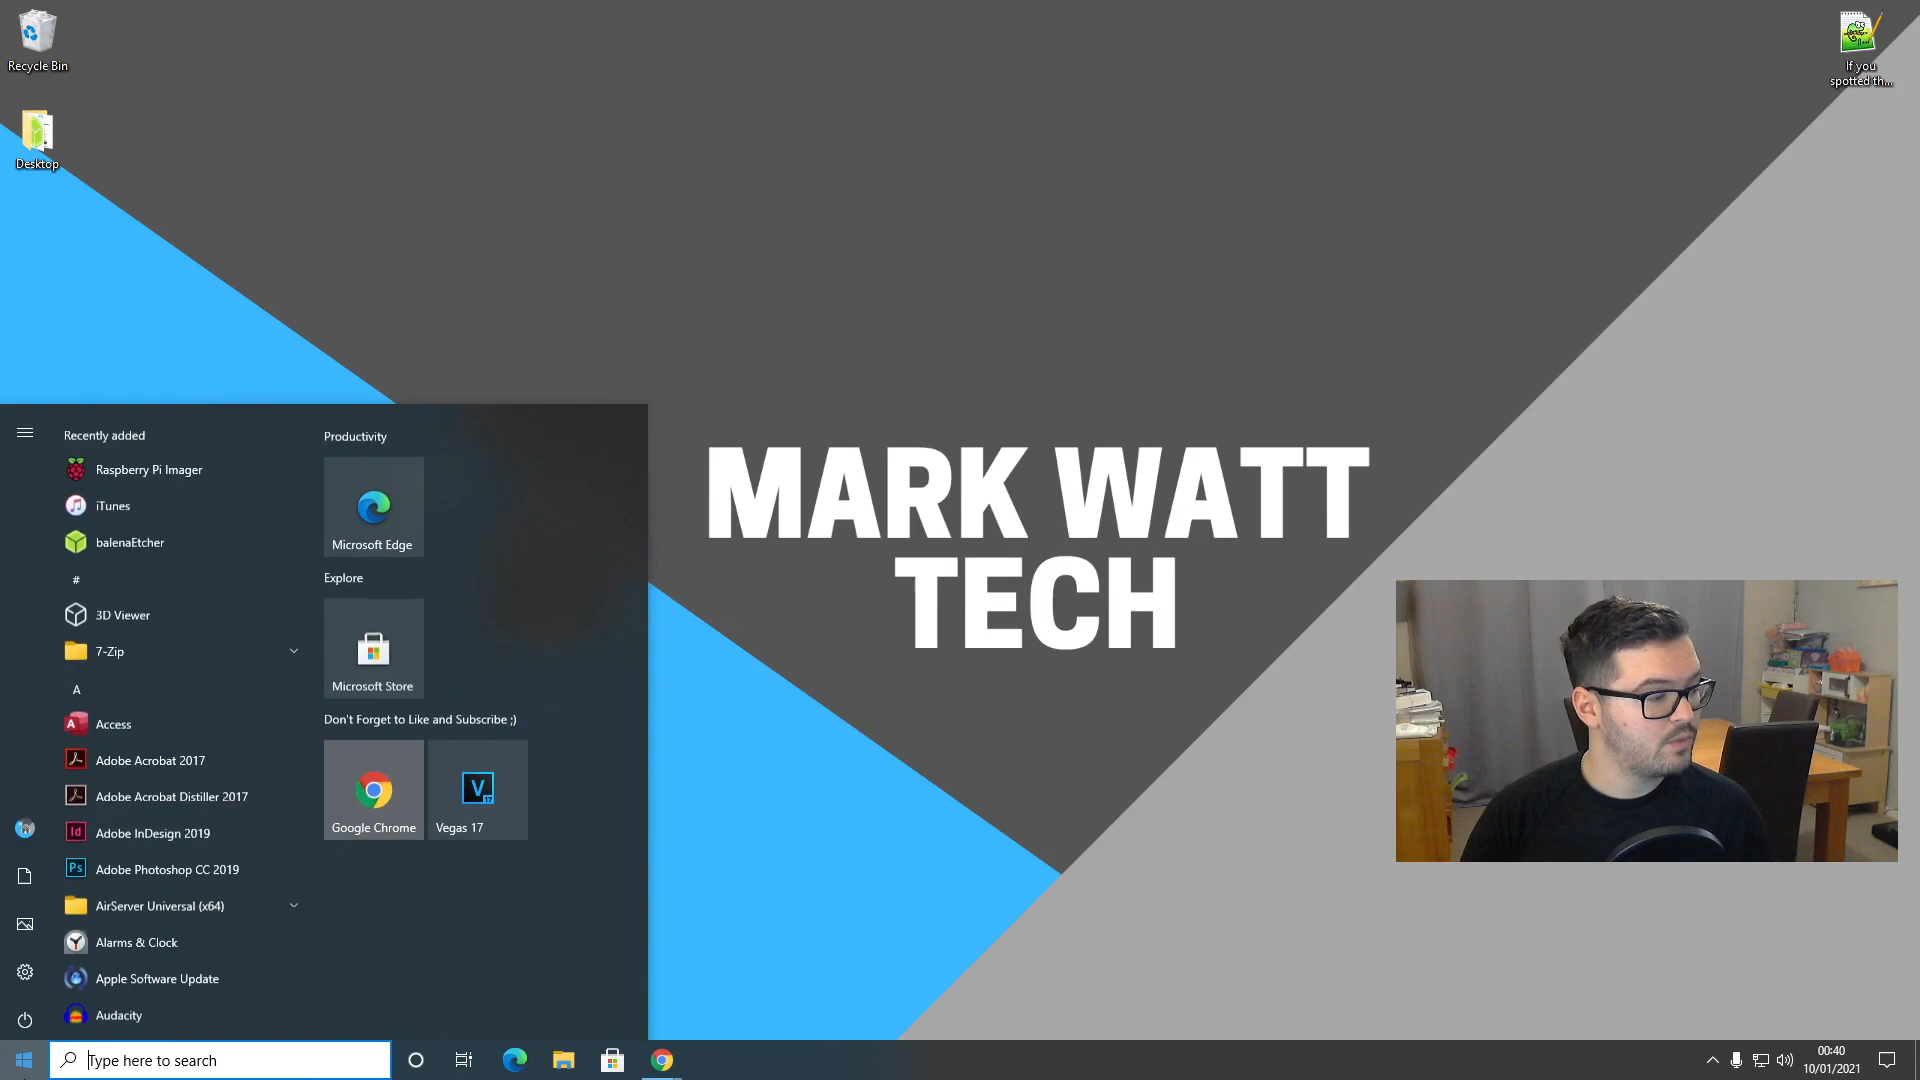 Recycle Bin
Desktop
If you
spotted th...
MARK WATT
TECH
Recently added
Raspberry Pi Imager
iTunes
balenaEtcher
#
3D Viewer
7-Zip
A
Access
Adobe Acrobat 2017
Adobe Acrobat Distiller 2017
Adobe InDesign 2019
Adobe Photoshop CC 2019
AirServer Universal (x64)
Alarms & Clock
Apple Software Update
Audacity
Productivity
Microsoft Edge
Explore
Microsoft Store
Don't Forget to Like and Subscribe ;)
Google Chrome
Vegas 17
Type here to search
00:40
10/01/2021